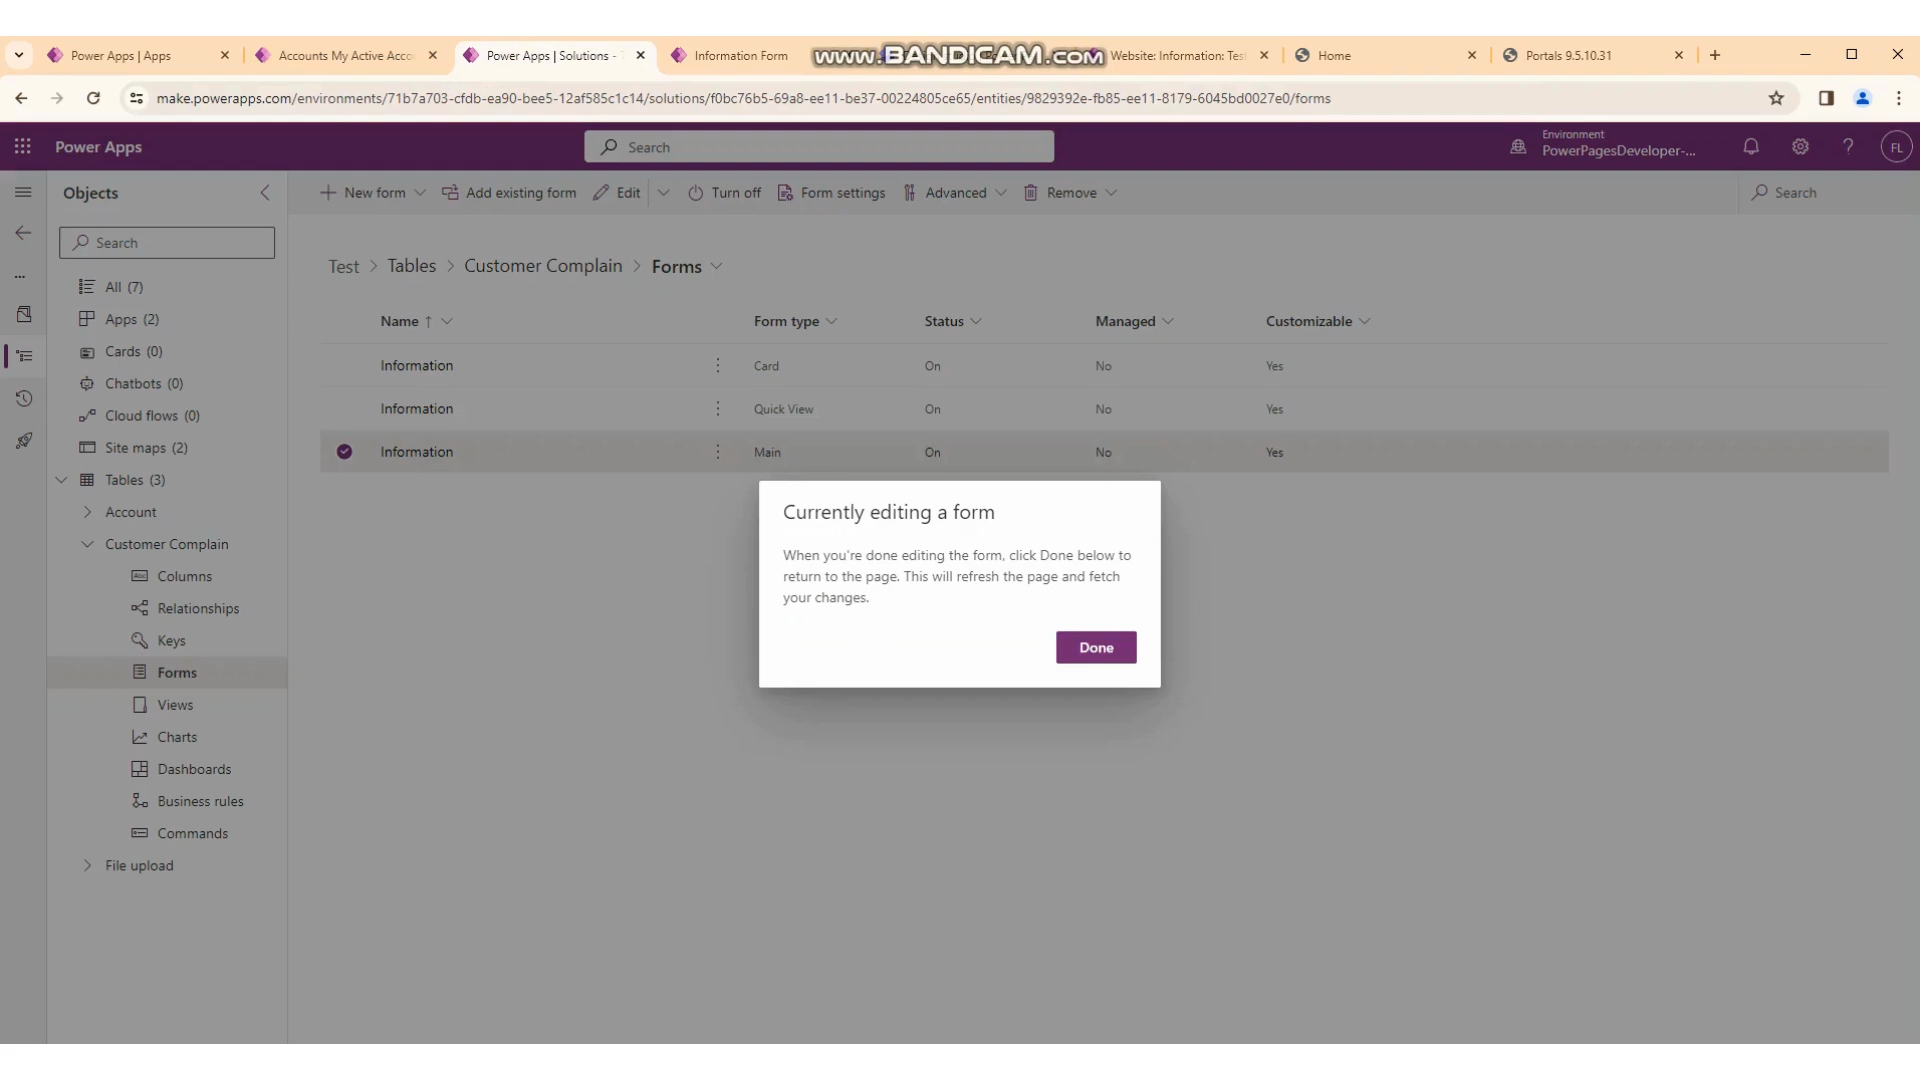 Power Apps | Apps
Accounts My Active Acco
Power Apps | Solutions - T
Information Form
www.BANDICAM.com
Website: Information: Test
Home
Portals 9.5.10.31
make.powerapps.com/environments/71b7a703-cfdb-ea90-bee5-12af585c1c14/solutions/f0bc76b5-69a8-ee11-be37-00224805ce65/entities/9829392e-fb85-ee11-8179-6045bd0027e0/forms
Power Apps
Search
Environment
PowerPagesDeveloper-...
FL
Objects
New form
Add existing form
Edit
Turn off
Form settings
Advanced
Remove
Search
Search
All (7)
Apps (2)
Cards (0)
Chatbots (0)
Cloud flows (0)
Site maps (2)
Tables (3)
Account
Customer Complain
Columns
Relationships
Keys
Forms
Views
Charts
Dashboards
Business rules
Commands
File upload
Test > Tables > Customer Complain > Forms
Name ↑ Form type Status Managed Customizable
Information Card On No Yes
Information Quick View On No Yes
Information Main On No Yes
Currently editing a form
When you're done editing the form, click Done below to
return to the page. This will refresh the page and fetch
your changes.
Done